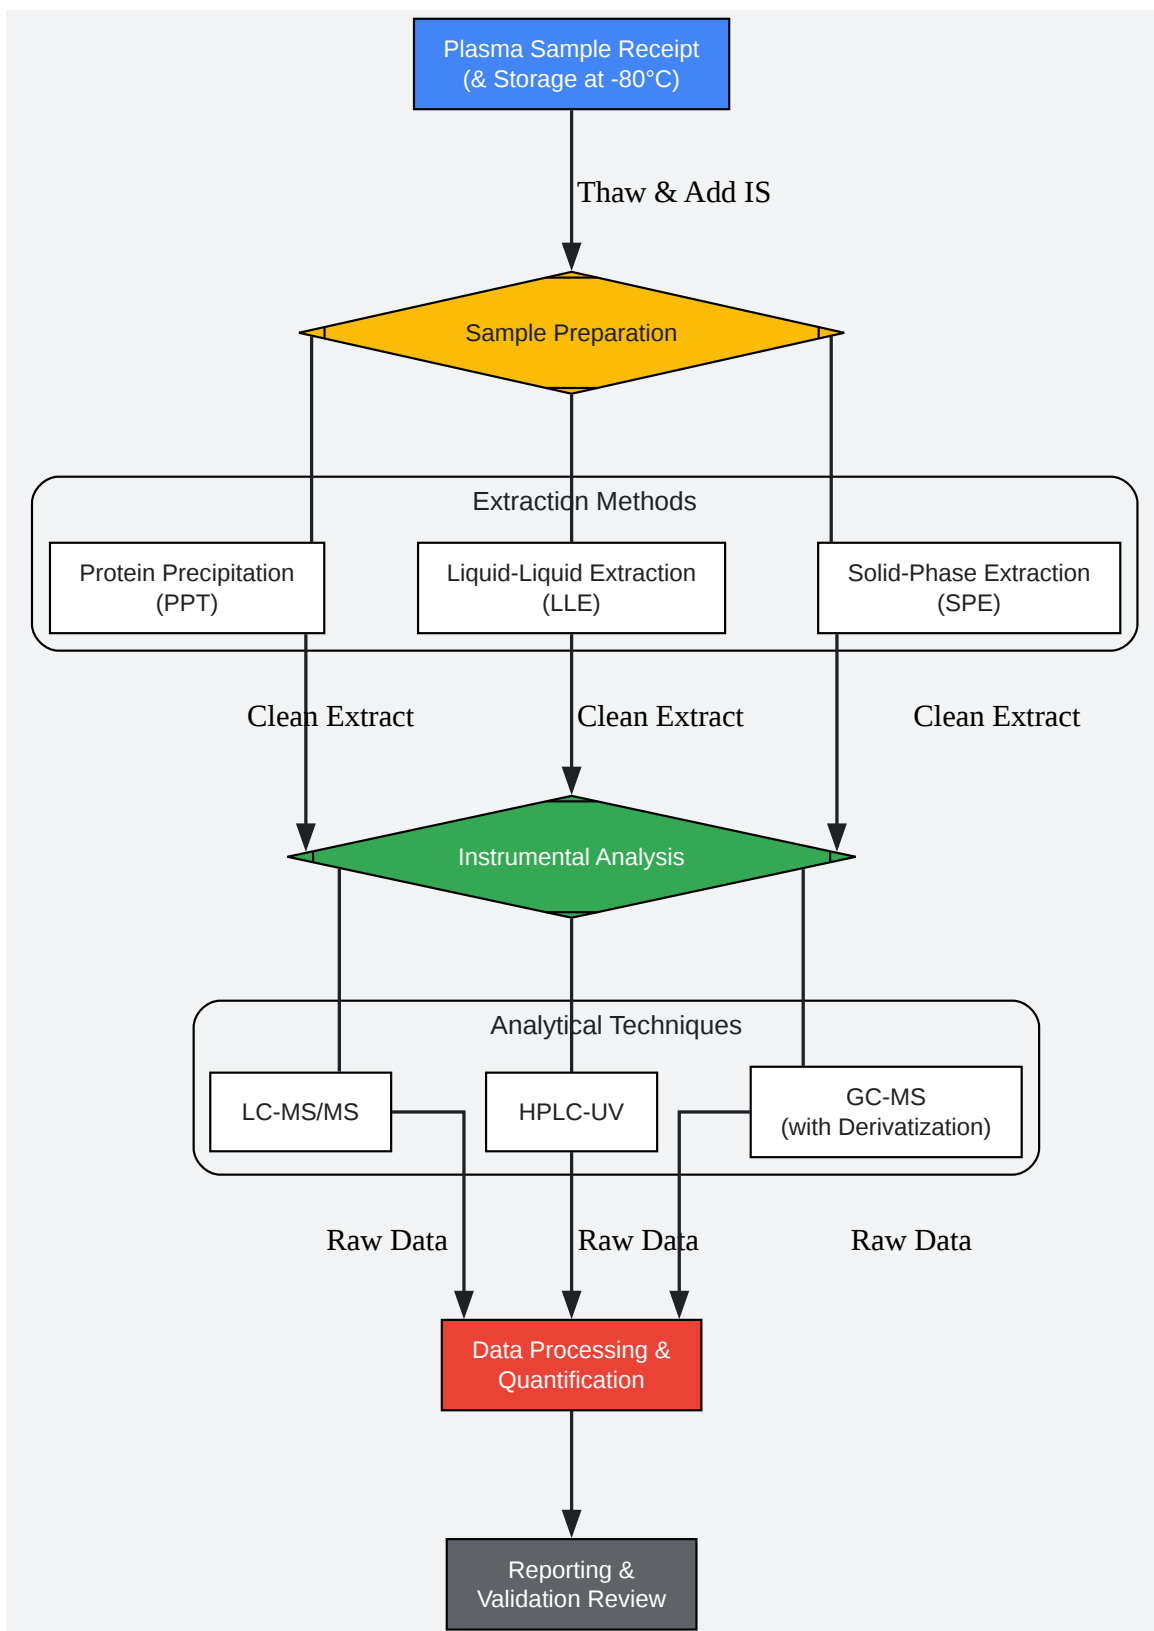 Plasma Sample Receipt
(& Storage at -80°C)
Thaw & Add IS
Sample Preparation
Extraction Methods
Protein Precipitation
(PPT)
Liquid-Liquid Extraction
(LLE)
Solid-Phase Extraction
(SPE)
Clean Extract
Clean Extract
Clean Extract
Instrumental Analysis
Analytical Techniques
LC-MS/MS
HPLC-UV
GC-MS
(with Derivatization)
Raw Data
Raw Data
Raw Data
Data Processing &
Quantification
Reporting &
Validation Review